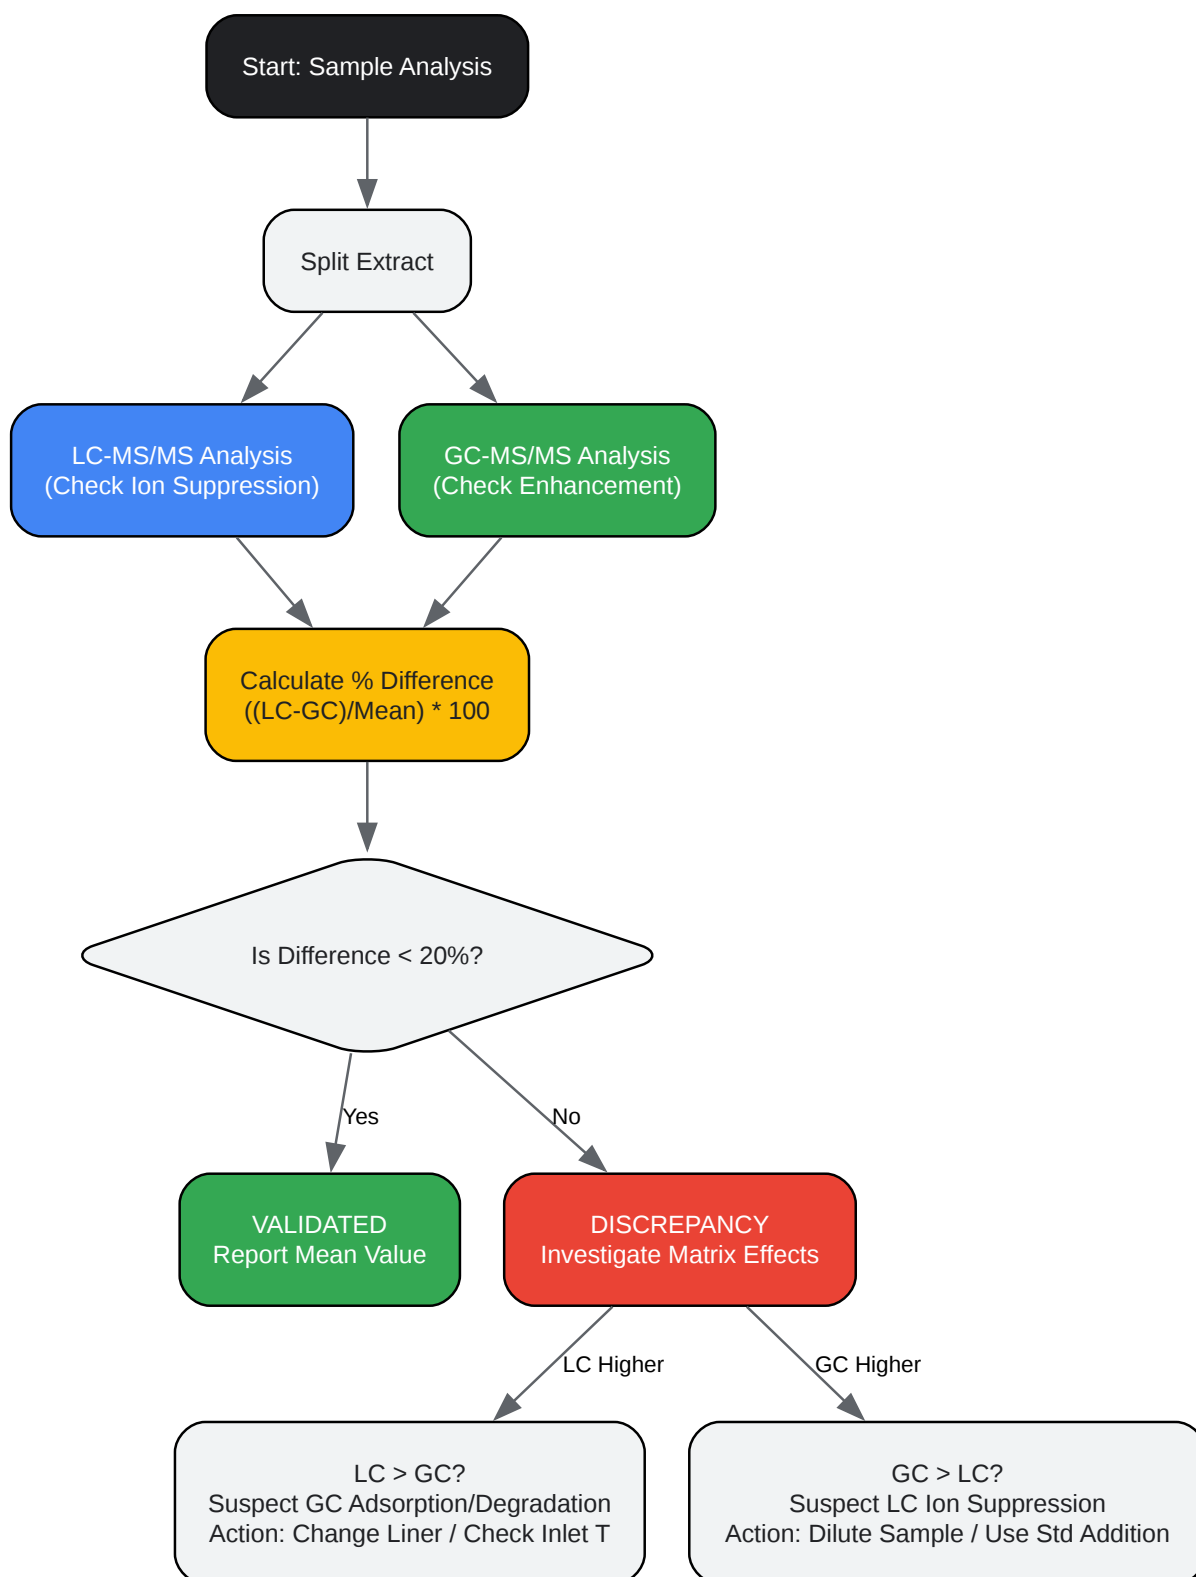 Start: Sample Analysis
Split Extract
LC-MS/MS Analysis
(Check Ion Suppression)
GC-MS/MS Analysis
(Check Enhancement)
Calculate % Difference
((LC-GC)/Mean) * 100
Is Difference < 20%?
Yes
No
VALIDATED
Report Mean Value
DISCREPANCY
Investigate Matrix Effects
LC Higher
GC Higher
LC > GC?
Suspect GC Adsorption/Degradation
Action: Change Liner / Check Inlet T
GC > LC?
Suspect LC Ion Suppression
Action: Dilute Sample / Use Std Addition